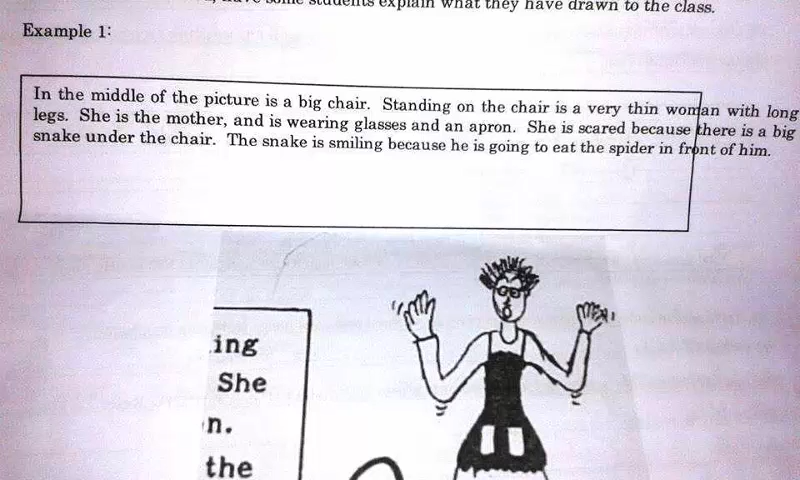 students explain what they have drawn to the class.
Example 1:
In the middle of the picture is a big chair. Standing on the chair is a very thin woman with long
legs. She is the mother, and is wearing glasses and an apron. She is scared because there is a big
snake under the chair. The snake is smiling because he is going to eat the spider in front of him.
ing
She
n.
the